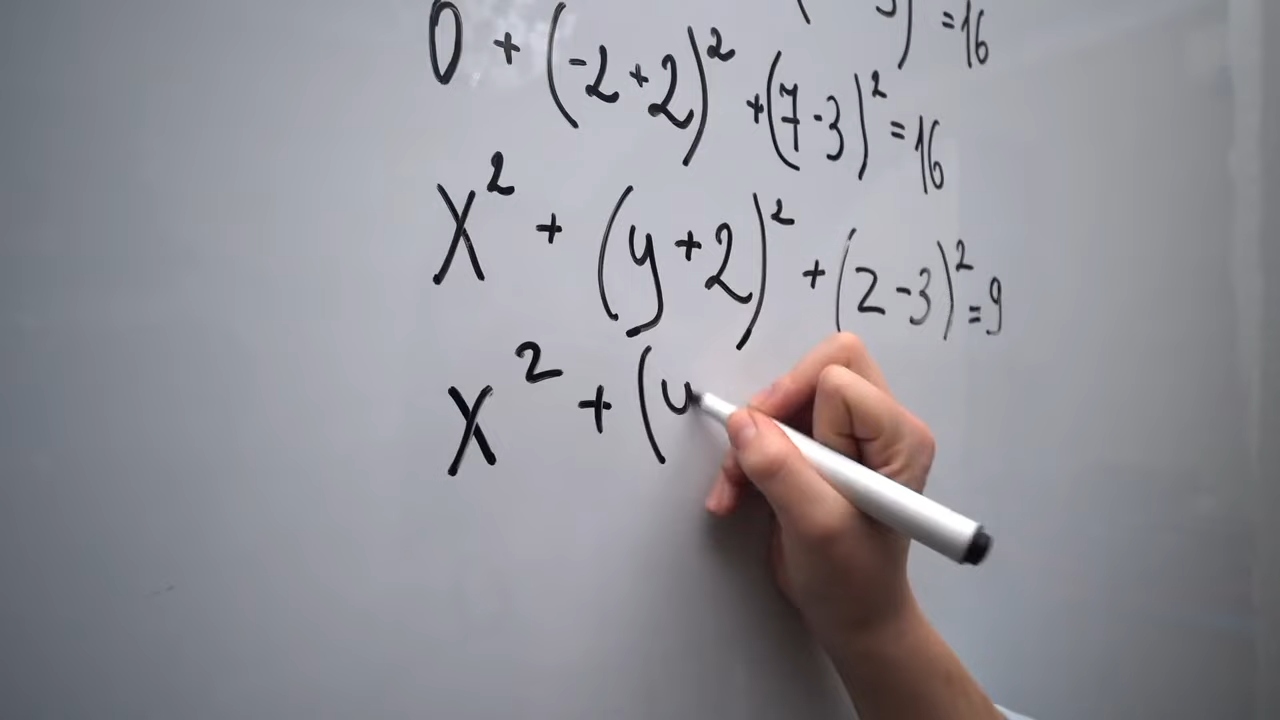 ) = 16
0 + (-2 + 2)² + (7 - 3)² = 16
X² + (y + 2)² + (2 - 3)² = 9
X² + (y